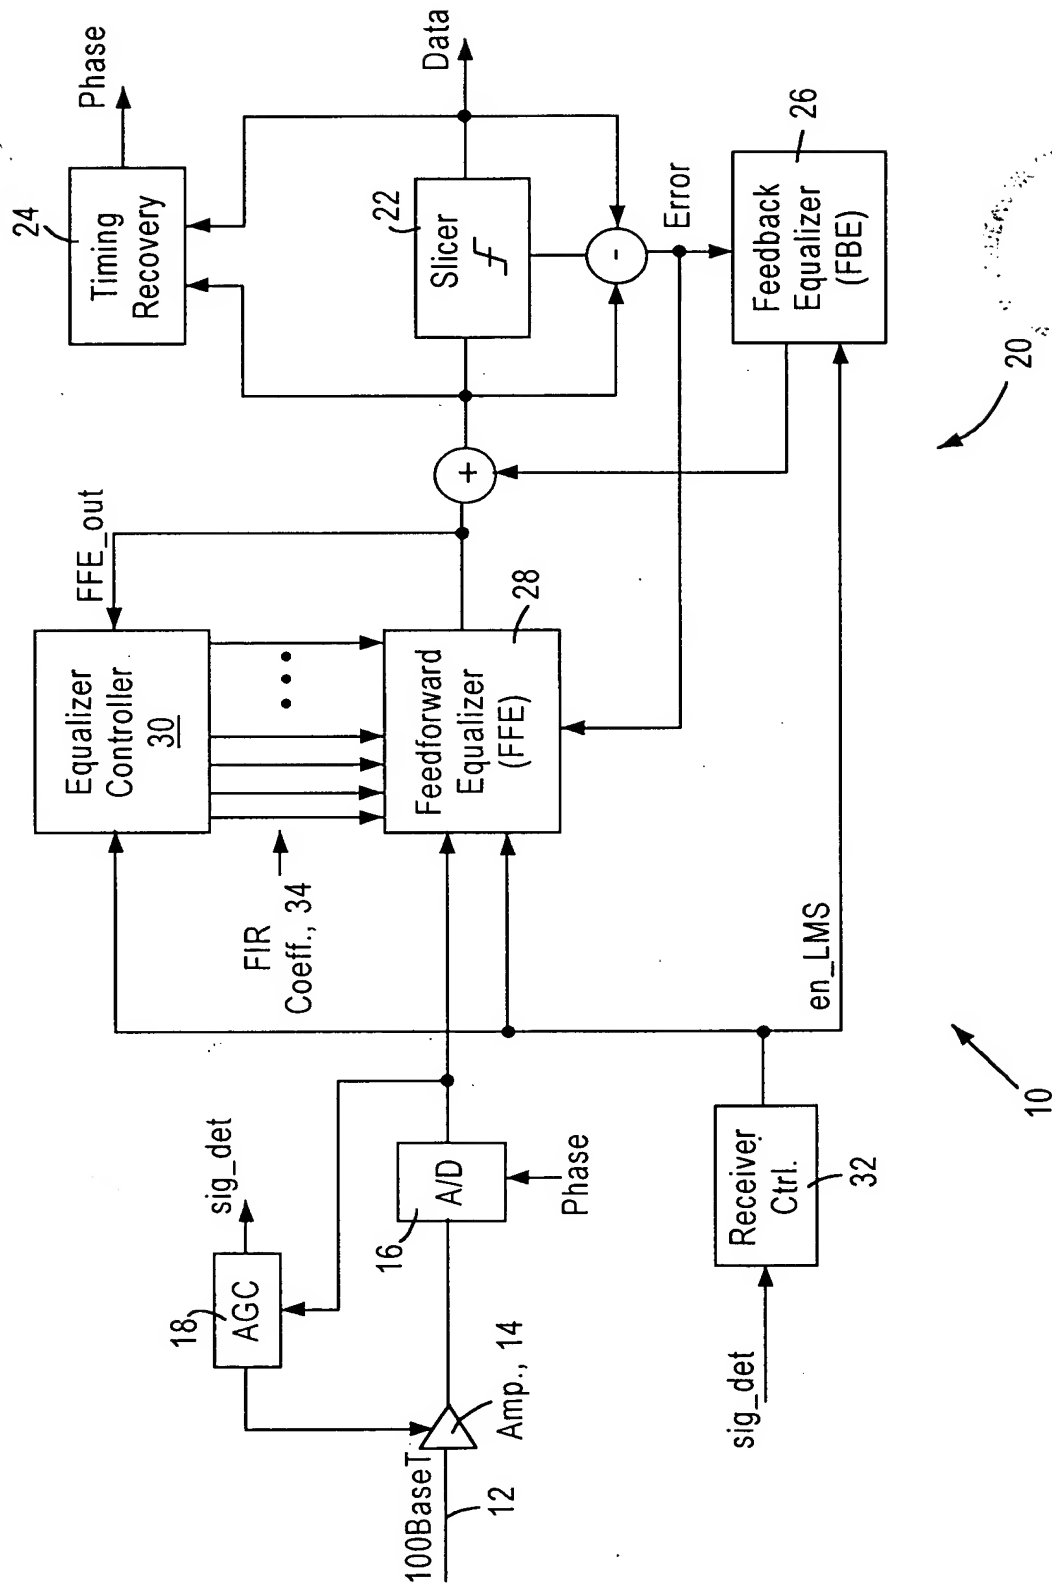 100BaseT
12
Amp., 14
18
AGC
sig_det
16
A/D
Phase
sig_det
Receiver
Ctrl.
32
10
en_LMS
FIR
Coeff., 34
Equalizer
Controller
30
FFE_out
Feedforward
Equalizer
(FFE)
28
+
24
Timing
Recovery
Phase
22
Slicer
Data
-
Error
Feedback
Equalizer
(FBE)
26
20